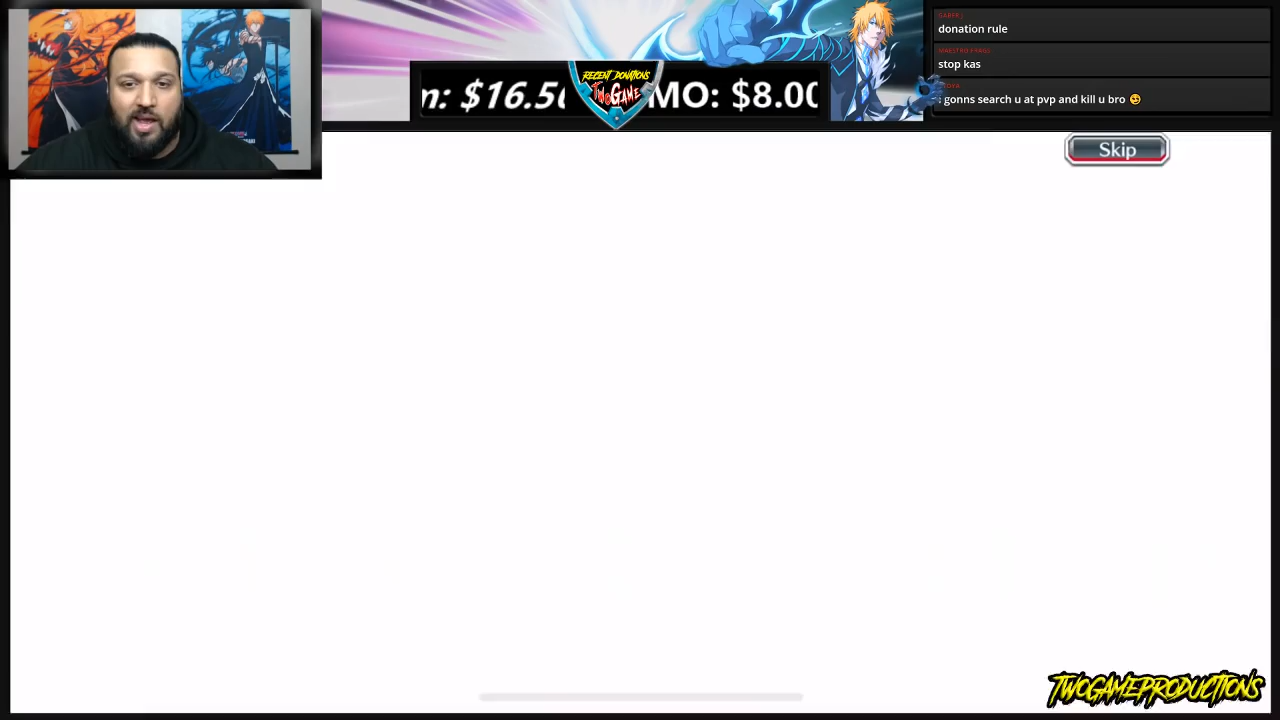 donation rule
stop kas
gonns search u at pvp and kill u bro 😏
RECENT DONATIONS
TWOGAME
$16.50
MO: $8.00
Skip
TWOGAMEPRODUCTIONS